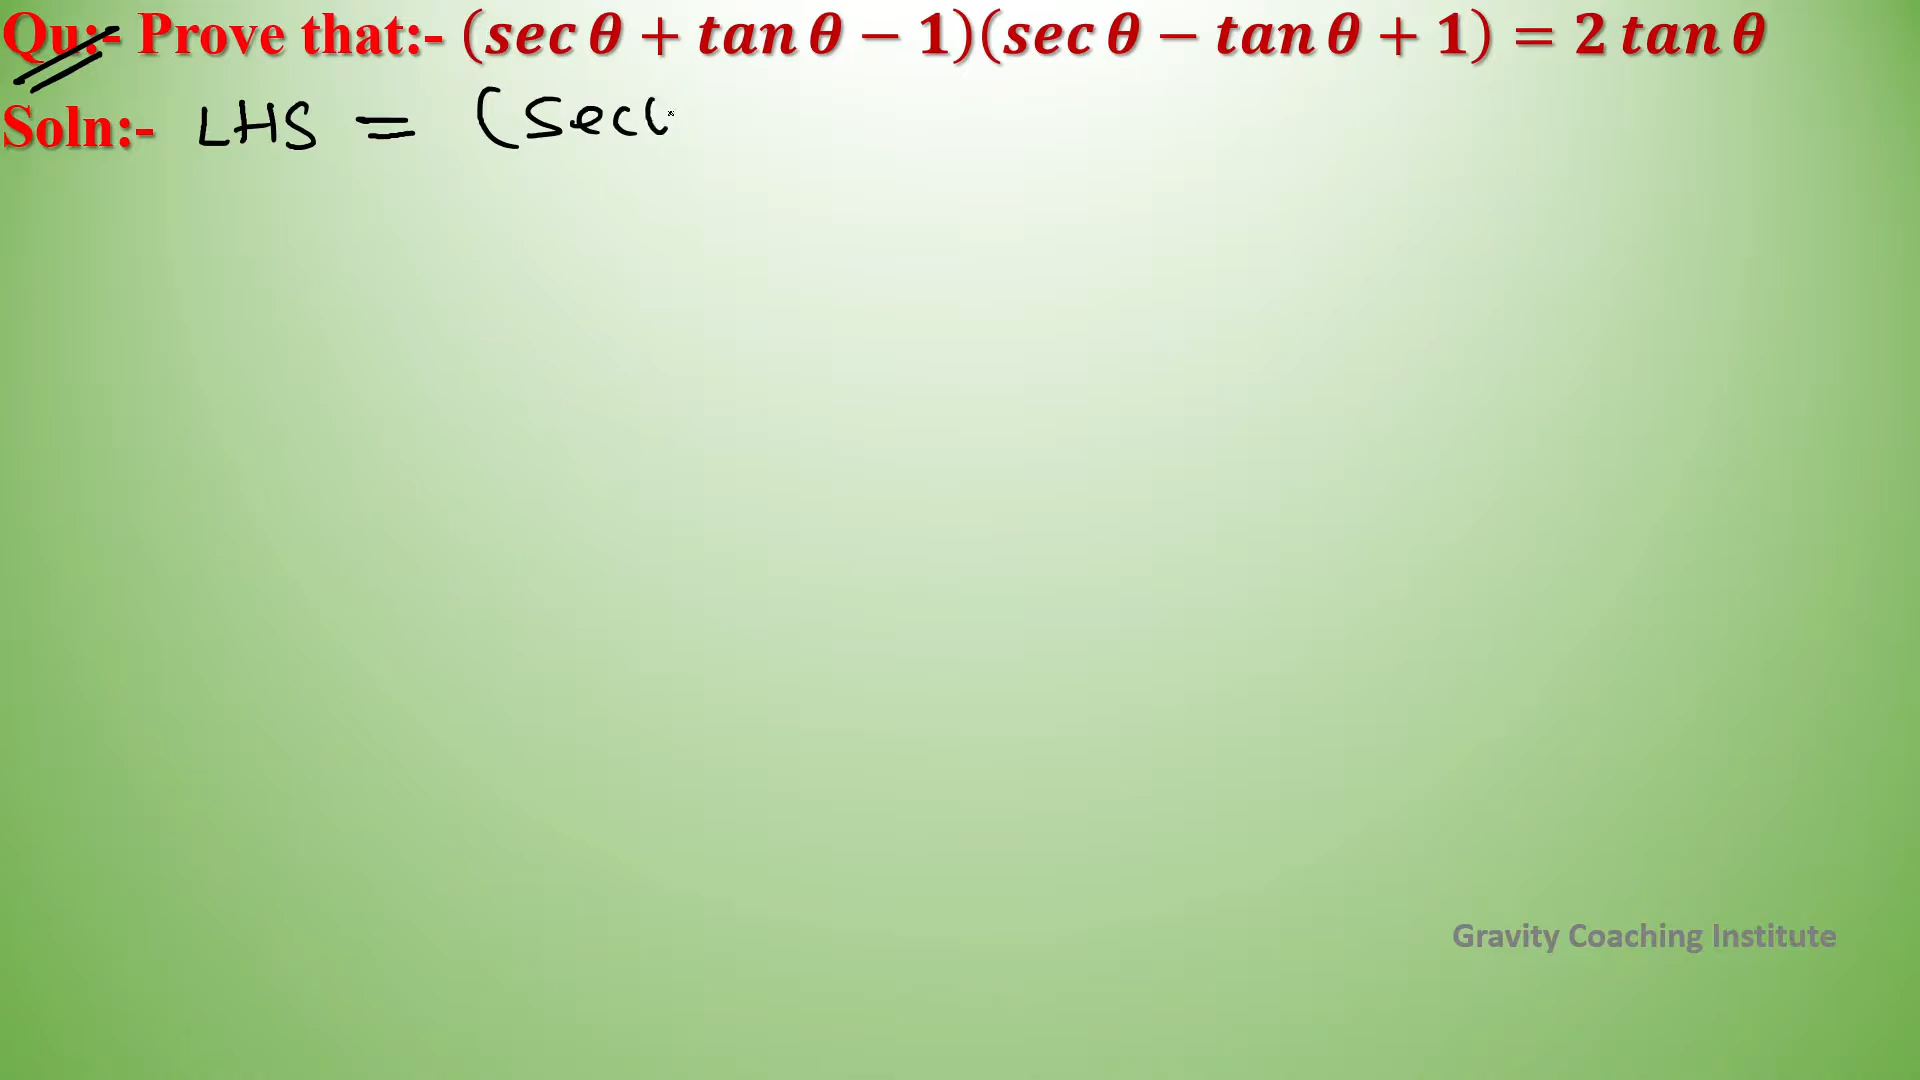 Qu:- Prove that:- (sec θ + tan θ − 1)(sec θ − tan θ + 1) = 2 tan θ
Soln:- LHS = (sec
Gravity Coaching Institute